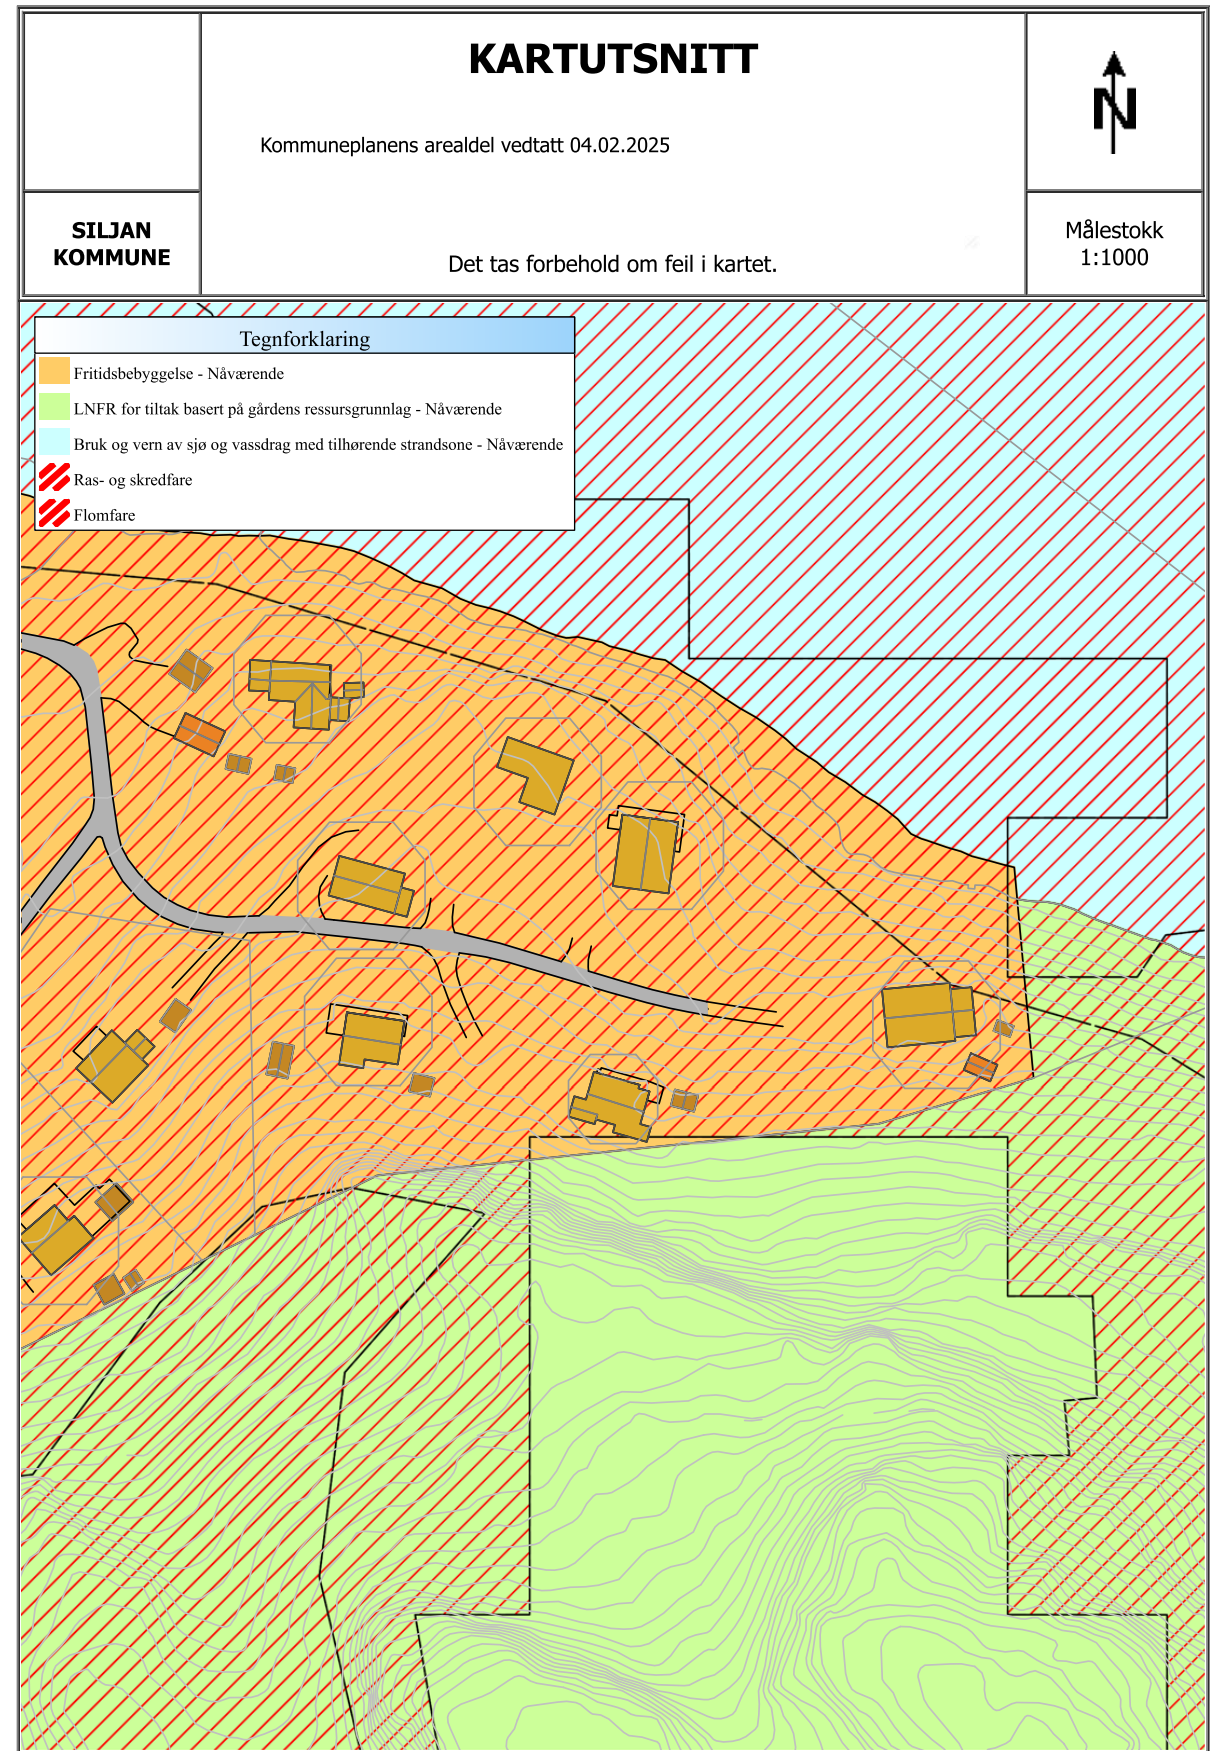 KARTUTSNITT
N
Kommuneplanens arealdel vedtatt 04.02.2025
SILJAN
KOMMUNE
Det tas forbehold om feil i kartet.
Målestokk
1:1000
Tegnforklaring
Fritidsbebyggelse - Nåværende
LNFR for tiltak basert på gårdens ressursgrunnlag - Nåværende
Bruk og vern av sjø og vassdrag med tilhørende strandsone - Nåværende
Ras- og skredfare
Flomfare